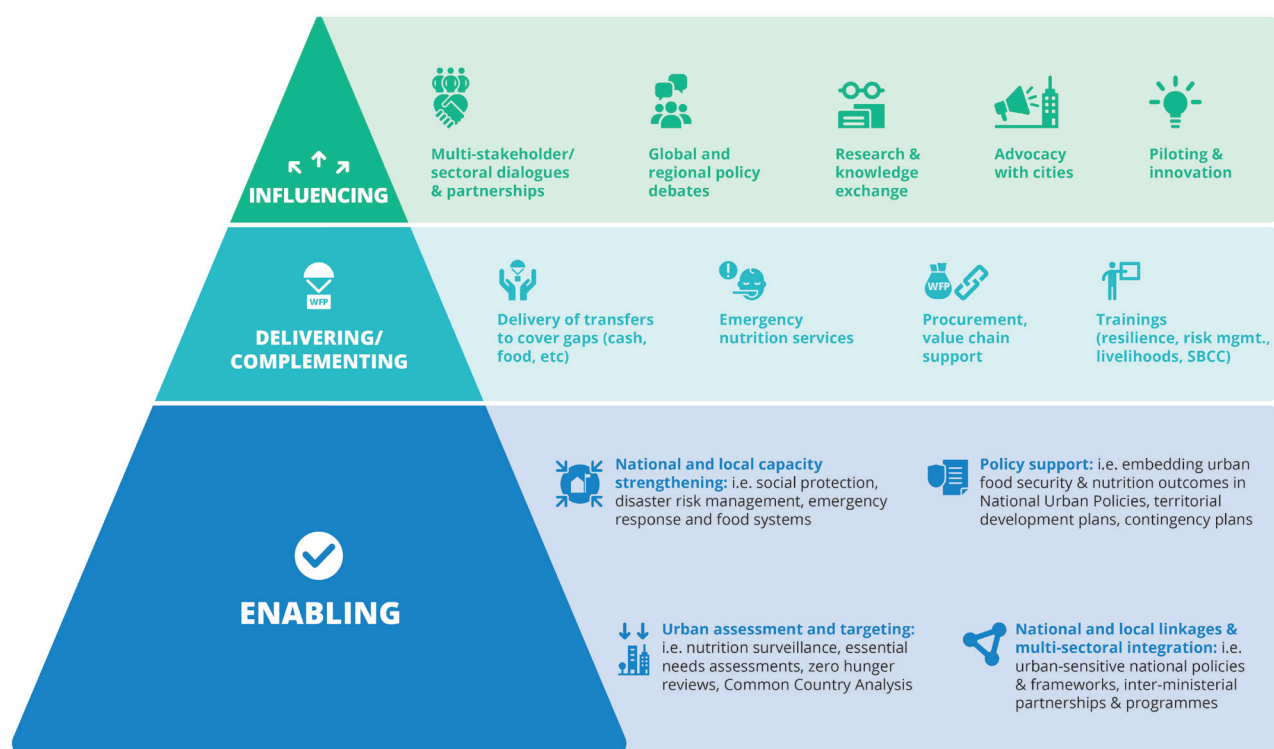 INFLUENCING
Multi-stakeholder/
sectoral dialogues
& partnerships
Global and
regional policy
debates
Research &
knowledge
exchange
Advocacy
with cities
Piloting &
innovation
WFP
DELIVERING/
COMPLEMENTING
Delivery of transfers
to cover gaps (cash,
food, etc)
Emergency
nutrition services
WFP
Procurement,
value chain
support
Trainings
(resilience, risk mgmt.,
livelihoods, SBCC)
ENABLING
National and local capacity
strengthening: i.e. social protection,
disaster risk management, emergency
response and food systems
Policy support: i.e. embedding urban
food security & nutrition outcomes in
National Urban Policies, territorial
development plans, contingency plans
Urban assessment and targeting:
i.e. nutrition surveillance, essential
needs assessments, zero hunger
reviews, Common Country Analysis
National and local linkages &
multi-sectoral integration: i.e.
urban-sensitive national policies
& frameworks, inter-ministerial
partnerships & programmes